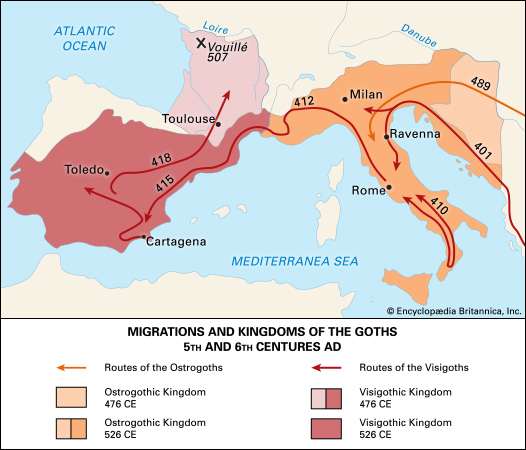 ATLANTIC
OCEAN
Loire
Vouillé
507
Danube
489
Milan
412
Toulouse
Ravenna
401
418
Toledo
415
Rome
410
Cartagena
MEDITERRANEAN SEA
© Encyclopædia Britannica, Inc.
MIGRATIONS AND KINGDOMS OF THE GOTHS
5TH AND 6TH CENTURES AD
Routes of the Ostrogoths
Routes of the Visigoths
Ostrogothic Kingdom
476 CE
Visigothic Kingdom
476 CE
Ostrogothic Kingdom
526 CE
Visigothic Kingdom
526 CE